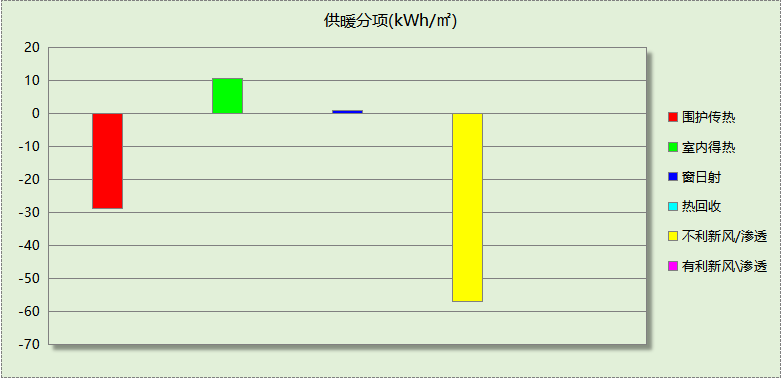 供暖分项(kWh/㎡)
20
10
0
-10
-20
-30
-40
-50
-60
-70
围护传热
室内得热
窗日射
热回收
不利新风/渗透
有利新风\渗透